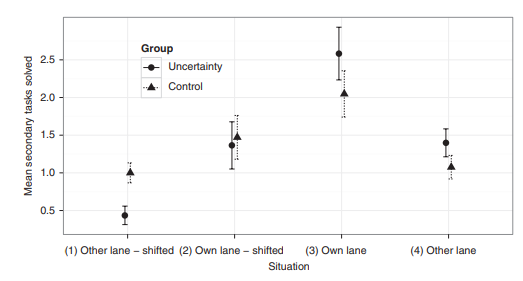 Mean secondary tasks solved
Group
Uncertainty
Control
2.5
2.0
1.5
1.0
0.5
(1) Other lane – shifted (2) Own lane – shifted (3) Own lane (4) Other lane
Situation